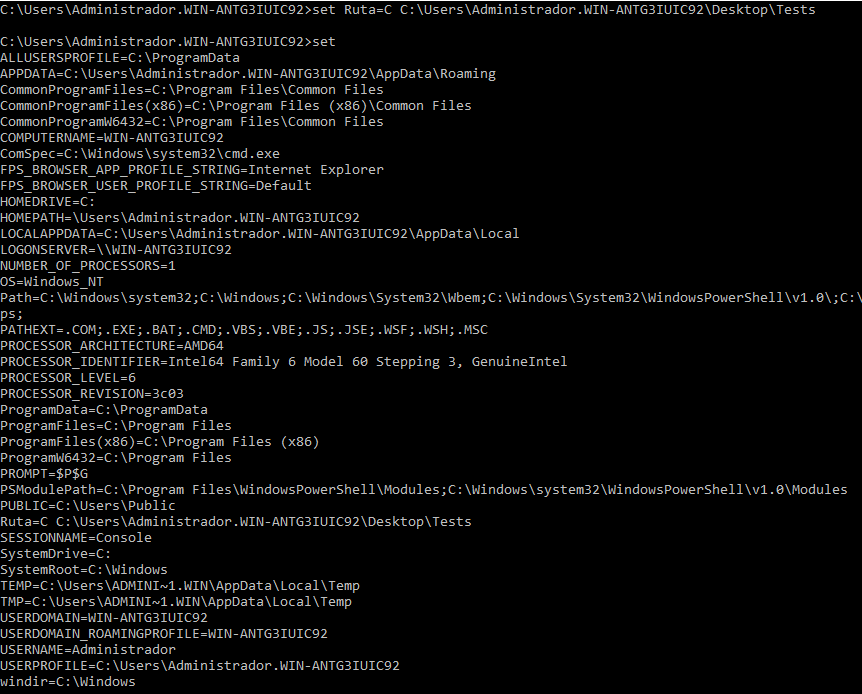 C:\Users\Administrador.WIN-ANTG3IUIC92>set Ruta=C C:\Users\Administrador.WIN-ANTG3IUIC92\Desktop\Tests
C:\Users\Administrador.WIN-ANTG3IUIC92>set
ALLUSERSPROFILE=C:\ProgramData
APPDATA=C:\Users\Administrador.WIN-ANTG3IUIC92\AppData\Roaming
CommonProgramFiles=C:\Program Files\Common Files
CommonProgramFiles(x86)=C:\Program Files (x86)\Common Files
CommonProgramW6432=C:\Program Files\Common Files
COMPUTERNAME=WIN-ANTG3IUIC92
ComSpec=C:\Windows\system32\cmd.exe
FPS_BROWSER_APP_PROFILE_STRING=Internet Explorer
FPS_BROWSER_USER_PROFILE_STRING=Default
HOMEDRIVE=C:
HOMEPATH=\Users\Administrador.WIN-ANTG3IUIC92
LOCALAPPDATA=C:\Users\Administrador.WIN-ANTG3IUIC92\AppData\Local
LOGONSERVER=\\WIN-ANTG3IUIC92
NUMBER_OF_PROCESSORS=1
OS=Windows_NT
Path=C:\Windows\system32;C:\Windows;C:\Windows\System32\Wbem;C:\Windows\System32\WindowsPowerShell\v1.0\;C:\
ps;
PATHEXT=.COM;.EXE;.BAT;.CMD;.VBS;.VBE;.JS;.JSE;.WSF;.WSH;.MSC
PROCESSOR_ARCHITECTURE=AMD64
PROCESSOR_IDENTIFIER=Intel64 Family 6 Model 60 Stepping 3, GenuineIntel
PROCESSOR_LEVEL=6
PROCESSOR_REVISION=3c03
ProgramData=C:\ProgramData
ProgramFiles=C:\Program Files
ProgramFiles(x86)=C:\Program Files (x86)
ProgramW6432=C:\Program Files
PROMPT=$P$G
PSModulePath=C:\Program Files\WindowsPowerShell\Modules;C:\Windows\system32\WindowsPowerShell\v1.0\Modules
PUBLIC=C:\Users\Public
Ruta=C C:\Users\Administrador.WIN-ANTG3IUIC92\Desktop\Tests
SESSIONNAME=Console
SystemDrive=C:
SystemRoot=C:\Windows
TEMP=C:\Users\ADMINI~1.WIN\AppData\Local\Temp
TMP=C:\Users\ADMINI~1.WIN\AppData\Local\Temp
USERDOMAIN=WIN-ANTG3IUIC92
USERDOMAIN_ROAMINGPROFILE=WIN-ANTG3IUIC92
USERNAME=Administrador
USERPROFILE=C:\Users\Administrador.WIN-ANTG3IUIC92
windir=C:\Windows